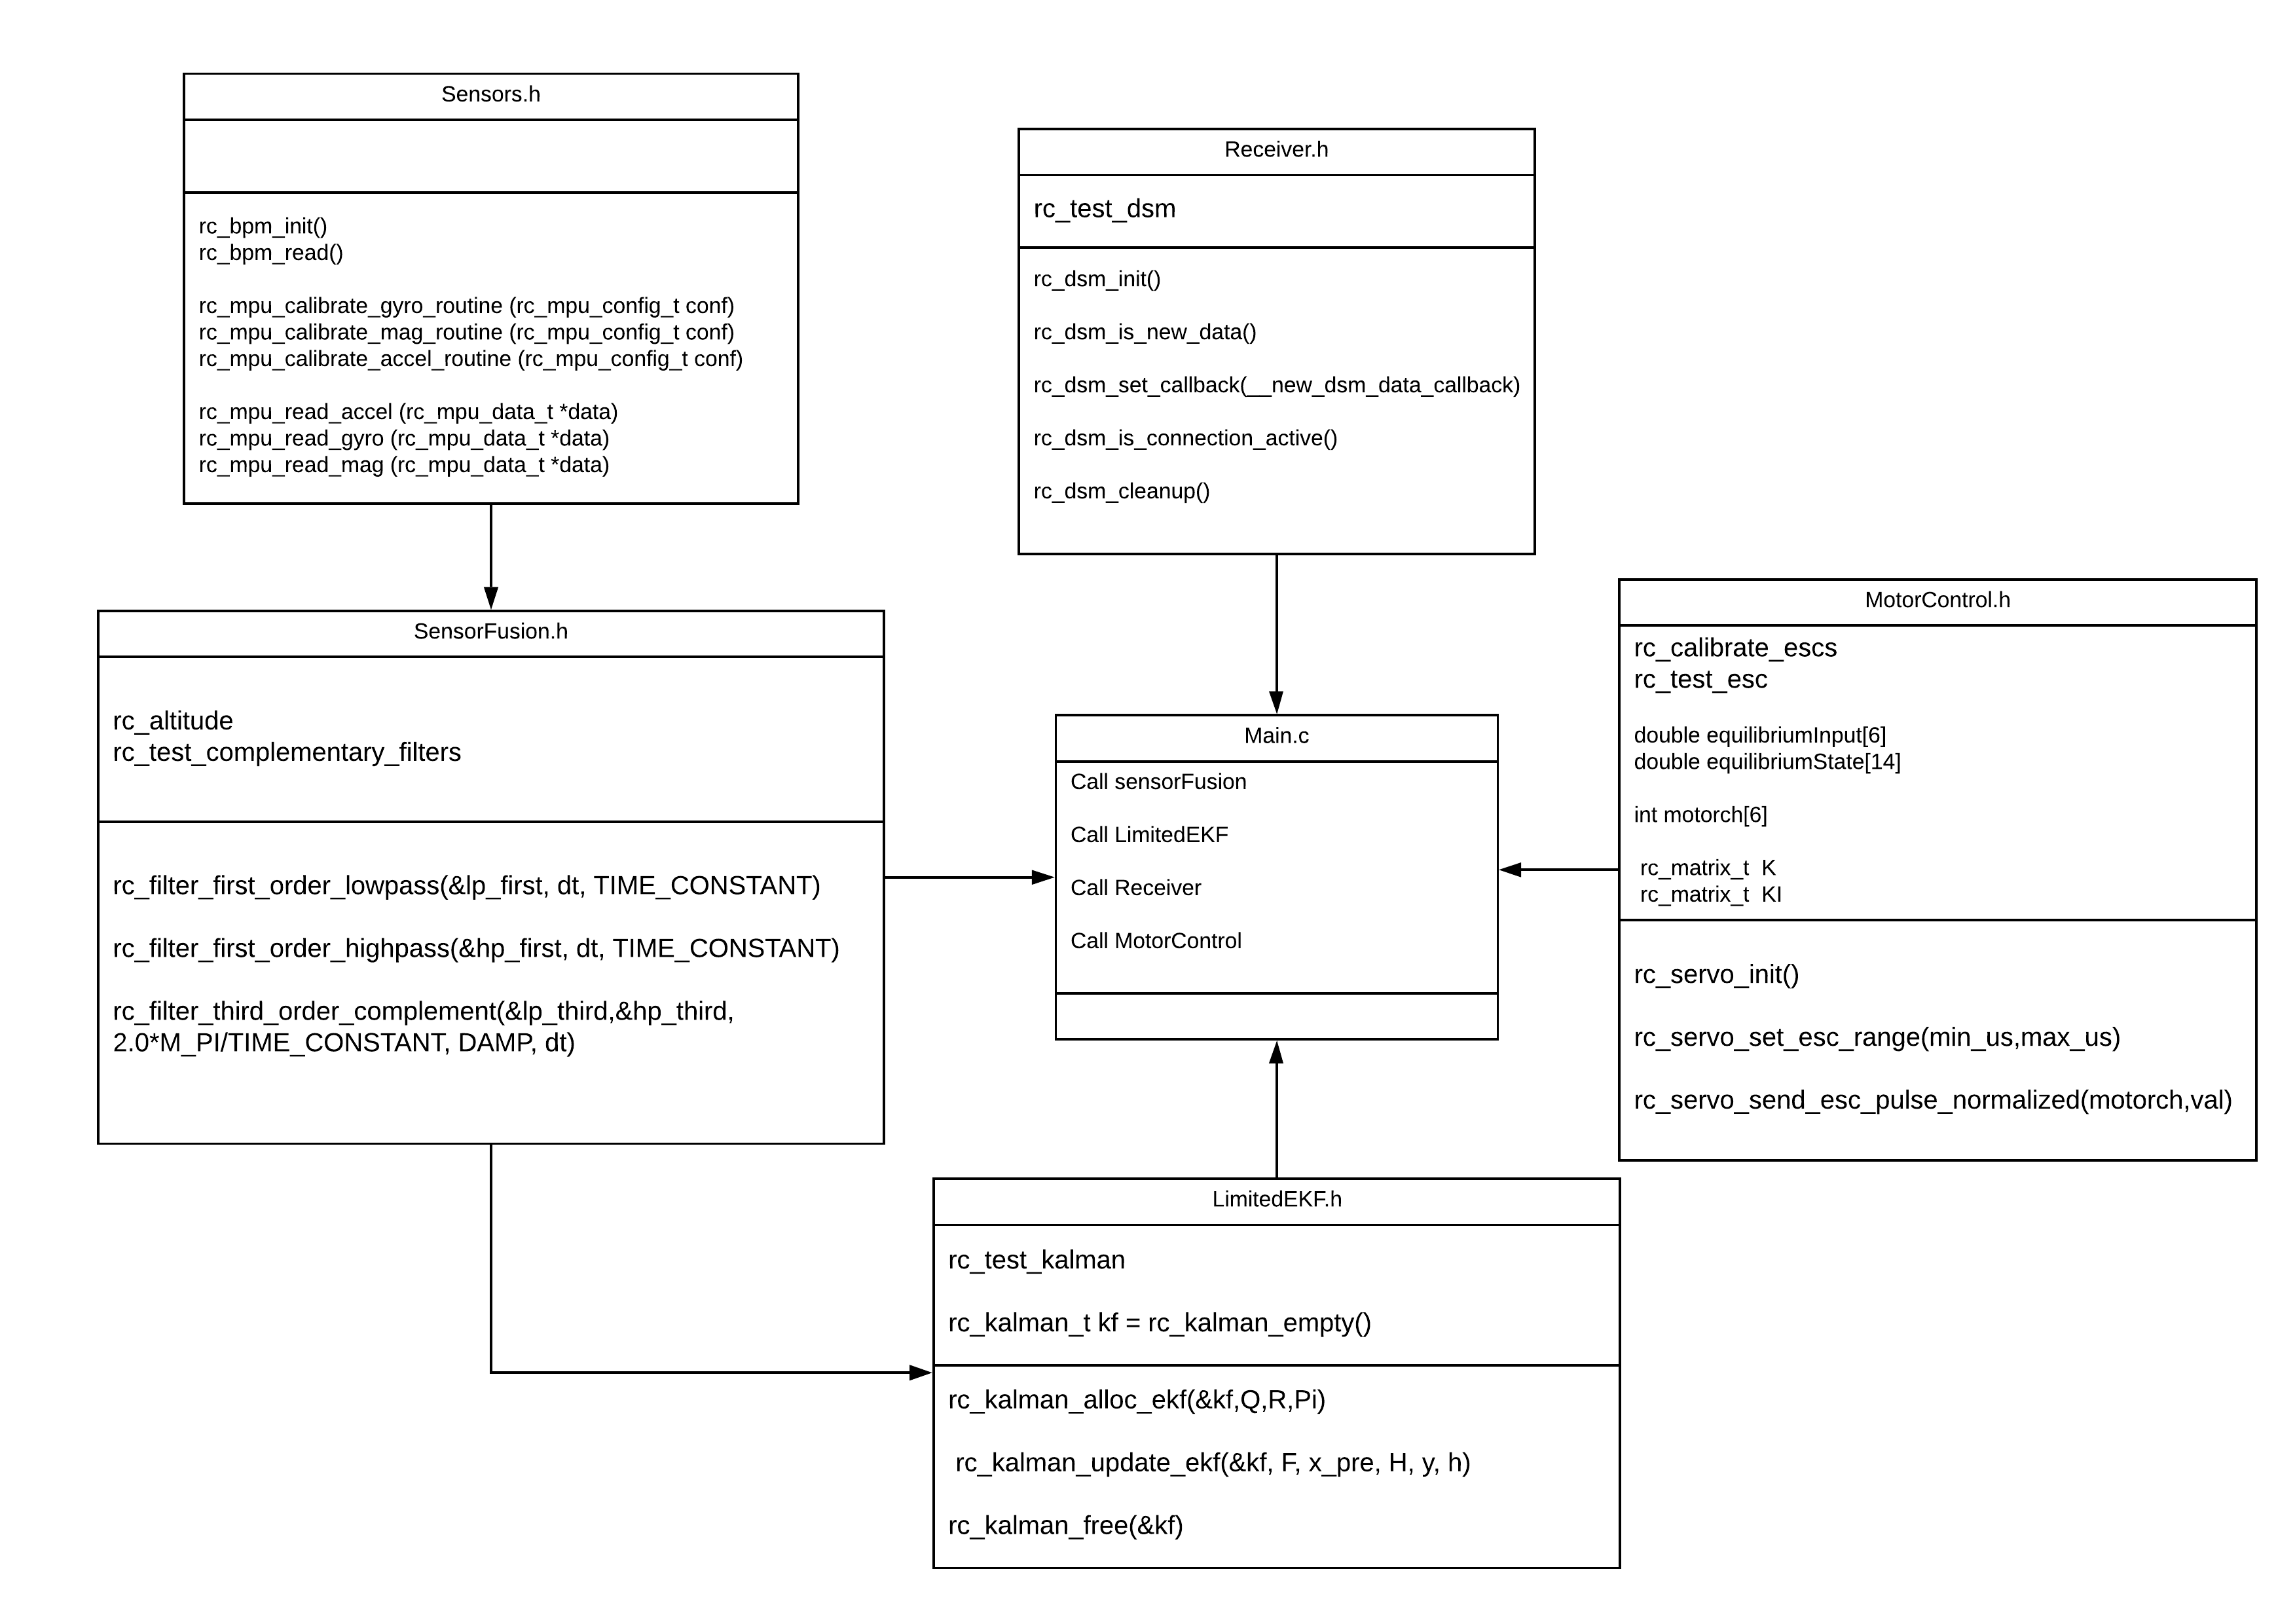 Sensors.h
rc_bpm_init()
rc_bpm_read()
rc_mpu_calibrate_gyro_routine (rc_mpu_config_t conf)
rc_mpu_calibrate_mag_routine (rc_mpu_config_t conf)
rc_mpu_calibrate_accel_routine (rc_mpu_config_t conf)
rc_mpu_read_accel (rc_mpu_data_t *data)
rc_mpu_read_gyro (rc_mpu_data_t *data)
rc_mpu_read_mag (rc_mpu_data_t *data)
Receiver.h
rc_test_dsm
rc_dsm_init()
rc_dsm_is_new_data()
rc_dsm_set_callback(__new_dsm_data_callback)
rc_dsm_is_connection_active()
rc_dsm_cleanup()
SensorFusion.h
rc_altitude
rc_test_complementary_filters
rc_filter_first_order_lowpass(&lp_first, dt, TIME_CONSTANT)
rc_filter_first_order_highpass(&hp_first, dt, TIME_CONSTANT)
rc_filter_third_order_complement(&lp_third,&hp_third,
2.0*M_PI/TIME_CONSTANT, DAMP, dt)
Main.c
Call sensorFusion
Call LimitedEKF
Call Receiver
Call MotorControl
MotorControl.h
rc_calibrate_escs
rc_test_esc
double equilibriumInput[6]
double equilibriumState[14]
int motorch[6]
rc_matrix_t  K
rc_matrix_t  KI
rc_servo_init()
rc_servo_set_esc_range(min_us,max_us)
rc_servo_send_esc_pulse_normalized(motorch,val)
LimitedEKF.h
rc_test_kalman
rc_kalman_t kf = rc_kalman_empty()
rc_kalman_alloc_ekf(&kf,Q,R,Pi)
rc_kalman_update_ekf(&kf, F, x_pre, H, y, h)
rc_kalman_free(&kf)